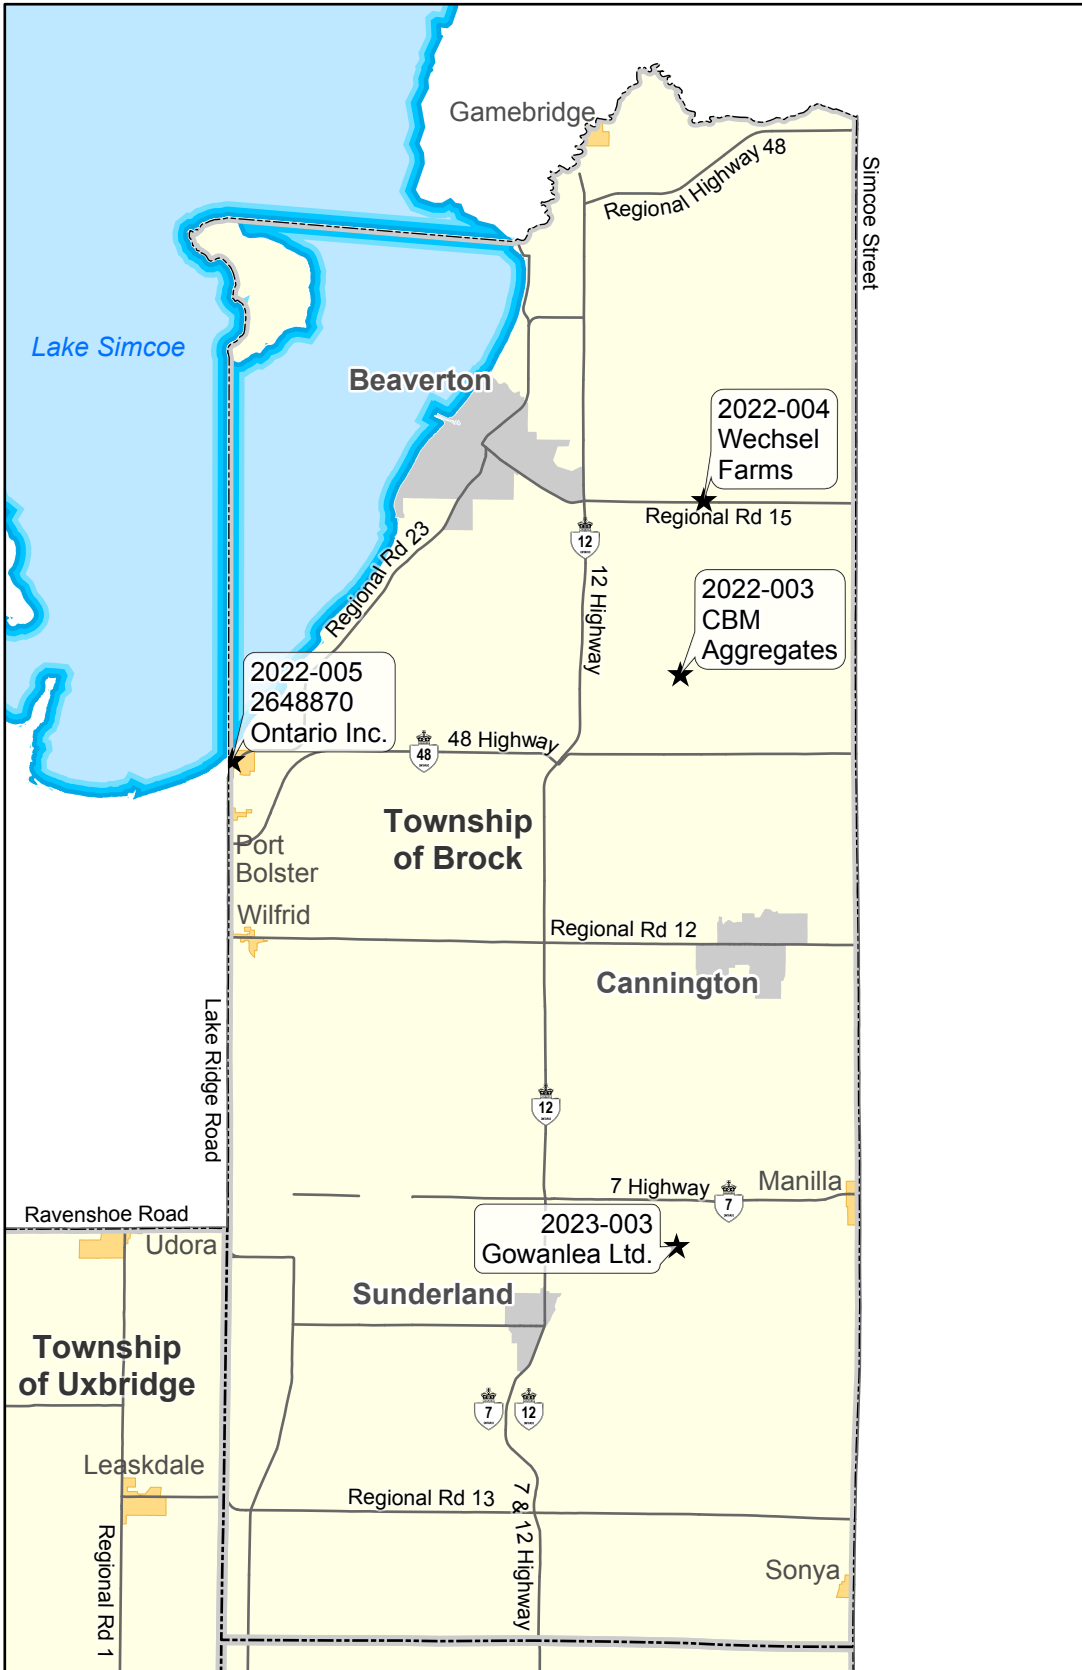 Gamebridge
Regional Highway 48
Simcoe Street
Lake Simcoe
Beaverton
2022-004
Wechsel
Farms
Regional Rd 15
12
Regional Rd 23
12 Highway
2022-003
CBM
Aggregates
2022-005
2648870
Ontario Inc.
48 Highway
48
Township
of Brock
Port
Bolster
Wilfrid
Regional Rd 12
Cannington
Lake Ridge Road
12
7 Highway
7
Manilla
Ravenshoe Road
Udora
2023-003
Gowanlea Ltd.
Sunderland
Township
of Uxbridge
7
12
Leaskdale
Regional Rd 13
7 & 12 Highway
Regional Rd 1
Sonya